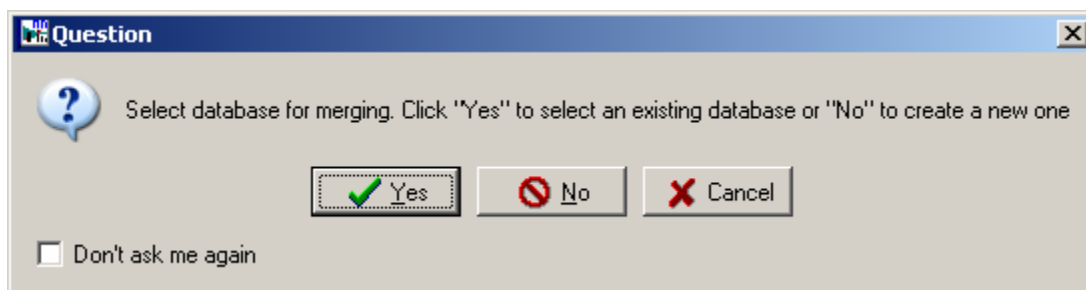 Question
Select database for merging. Click "Yes" to select an existing database or "No" to create a new one
Yes No Cancel
Don't ask me again